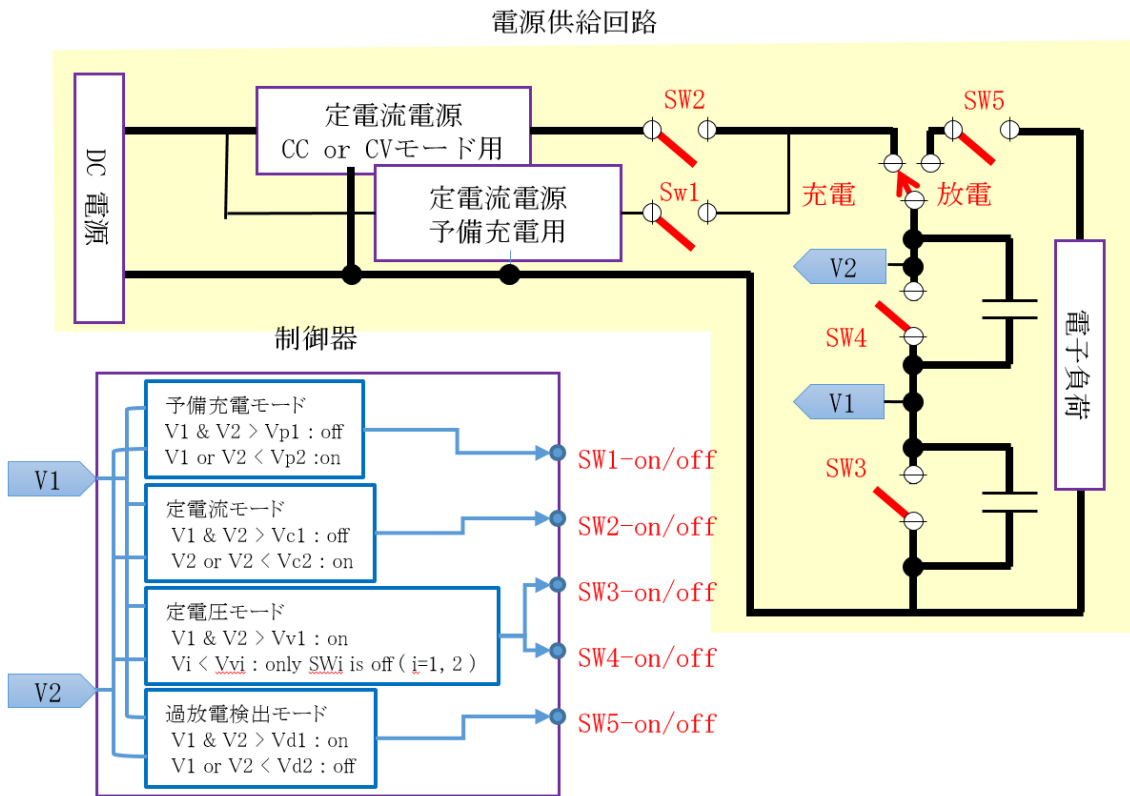 電源供給回路
DC 電源
定電流電源
CC or CVモード用
定電流電源
予備充電用
SW2
Sw1
SW5
充電
放電
V2
SW4
V1
SW3
電子負荷
制御器
V1
V2
予備充電モード
V1 & V2 > Vp1 : off
V1 or V2 < Vp2 :on
定電流モード
V1 & V2 > Vc1 : off
V2 or V2 < Vc2 : on
定電圧モード
V1 & V2 > Vv1 : on
Vi < Vvi : only SWi is off ( i=1, 2 )
過放電検出モード
V1 & V2 > Vd1 : on
V1 or V2 < Vd2 : off
SW1-on/off
SW2-on/off
SW3-on/off
SW4-on/off
SW5-on/off